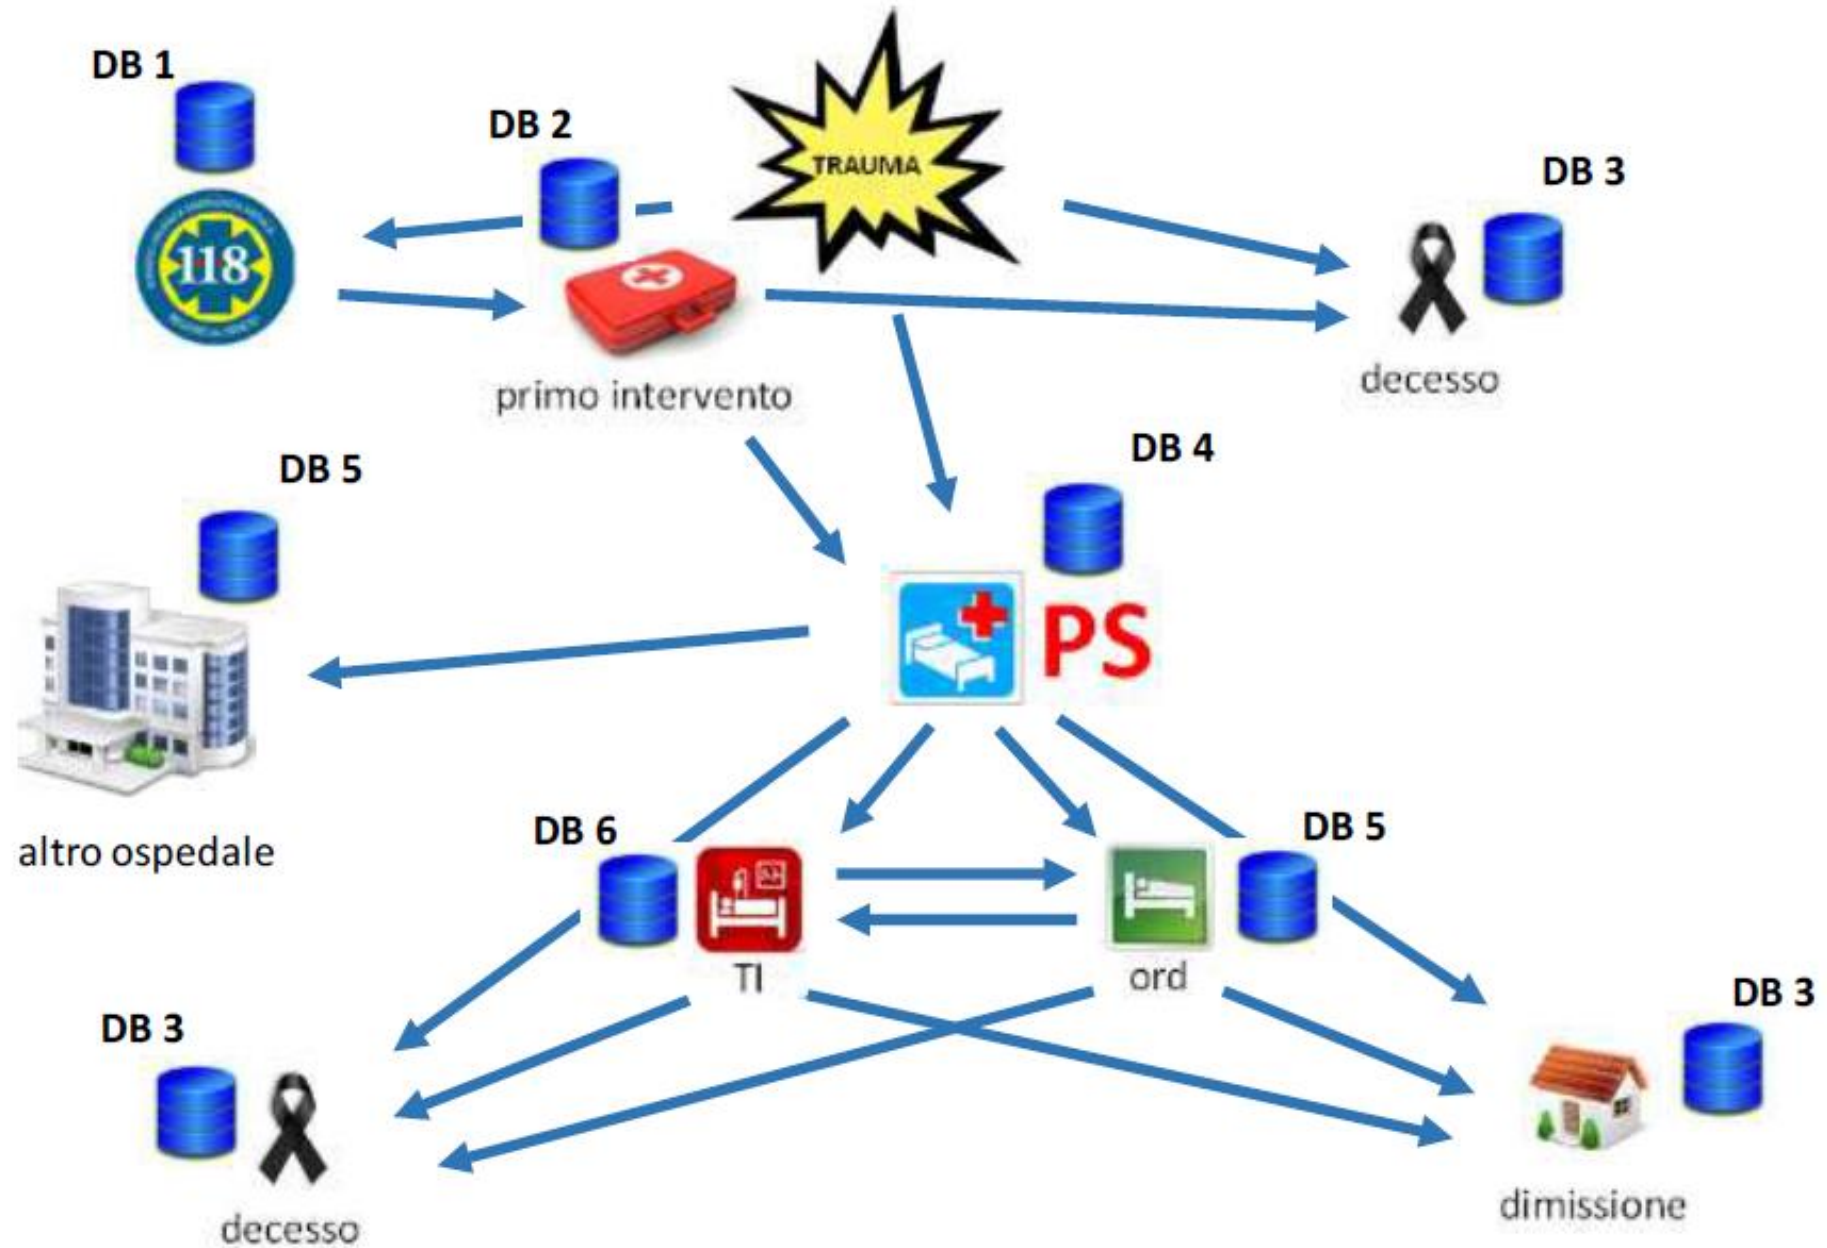 DB 1
DB 2
TRAUMA
DB 3
118
primo intervento
decesso
DB 4
DB 5
PS
altro ospedale
DB 6
DB 5
TI
ord
DB 3
DB 3
decesso
dimissione